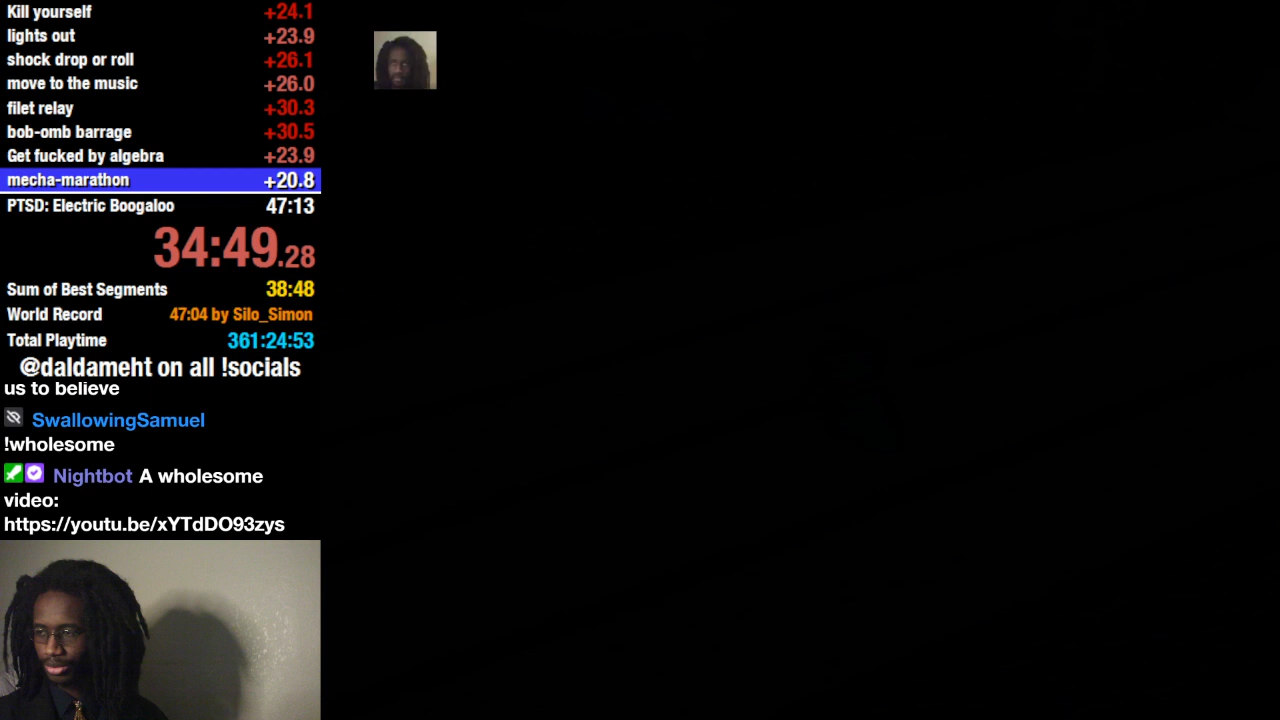 Kill yourself +24.1
lights out +23.9
shock drop or roll +26.1
move to the music +26.0
filet relay +30.3
bob-omb barrage +30.5
Get fucked by algebra +23.9
mecha-marathon +20.8
PTSD: Electric Boogaloo 47:13
34:49.28
Sum of Best Segments 38:48
World Record 47:04 by Silo_Simon
Total Playtime 361:24:53
@daldameht on all !socials
us to believe
SwallowingSamuel
!wholesome
Nightbot A wholesome
video:
https://youtu.be/xYTdDO93zys